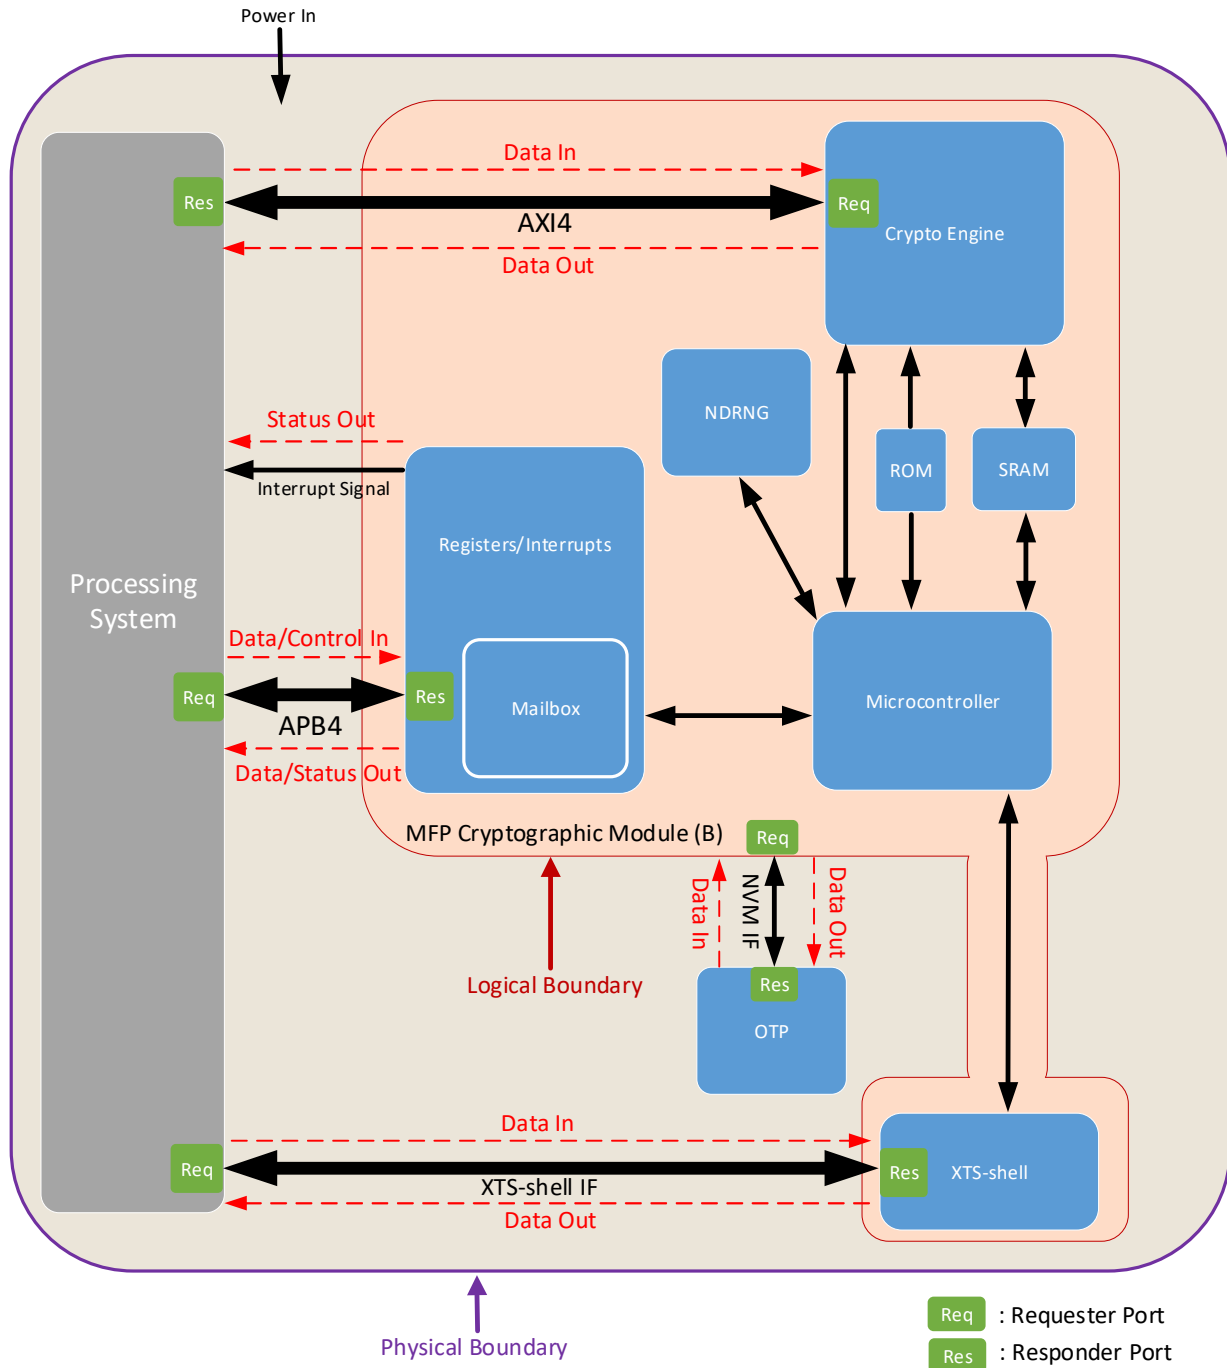 Power In
Data In
Res
Req
AXI4
Crypto Engine
Data Out
NDRNG
Status Out
ROM
SRAM
Interrupt Signal
Registers/Interrupts
Processing
System
Data/Control In
Req
Res
Mailbox
Microcontroller
APB4
Data/Status Out
MFP Cryptographic Module (B)
Req
Data In
NVM IF
Data Out
Logical Boundary
Res
OTP
Data In
Req
Res
XTS-shell
XTS-shell IF
Data Out
Physical Boundary
Req : Requester Port
Res : Responder Port